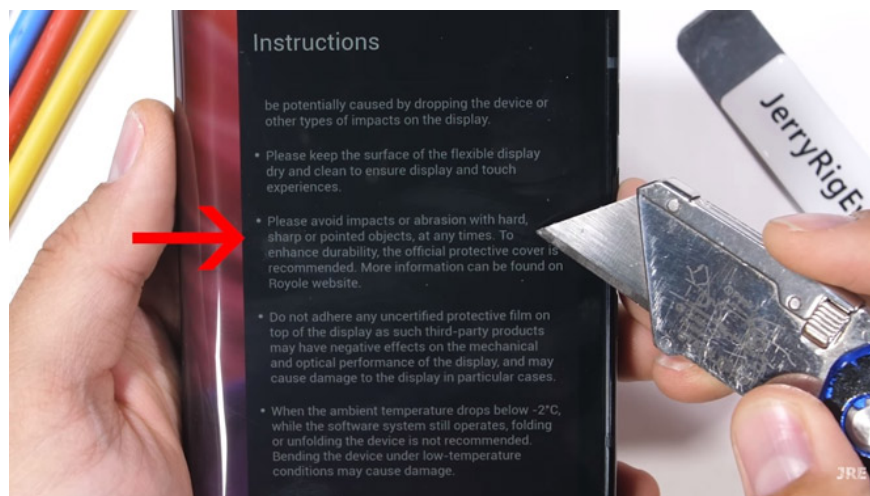 Instructions
be potentially caused by dropping the device or
other types of impacts on the display.
• Please keep the surface of the flexible display
dry and clean to ensure display and touch
experiences.
• Please avoid impacts or abrasion with hard,
sharp or pointed objects, at any times. To
enhance durability, the official protective cover is
recommended. More information can be found on
Royole website.
• Do not adhere any uncertified protective film on
top of the display as such third-party products
may have negative effects on the mechanical
and optical performance of the display, and may
cause damage to the display in particular cases.
• When the ambient temperature drops below -2°C,
while the software system still operates, folding
or unfolding the device is not recommended.
Bending the device under low-temperature
conditions may cause damage.
JerryRigE
JRE